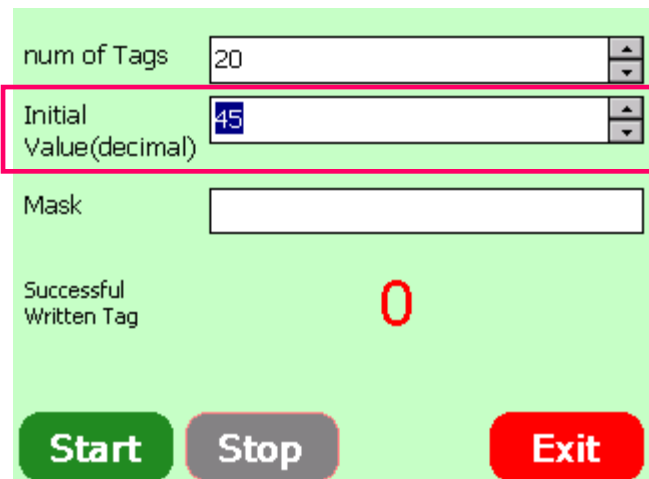 num of Tags 20
Initial
Value(decimal) 45
Mask
Successful
Written Tag
0
Start Stop Exit